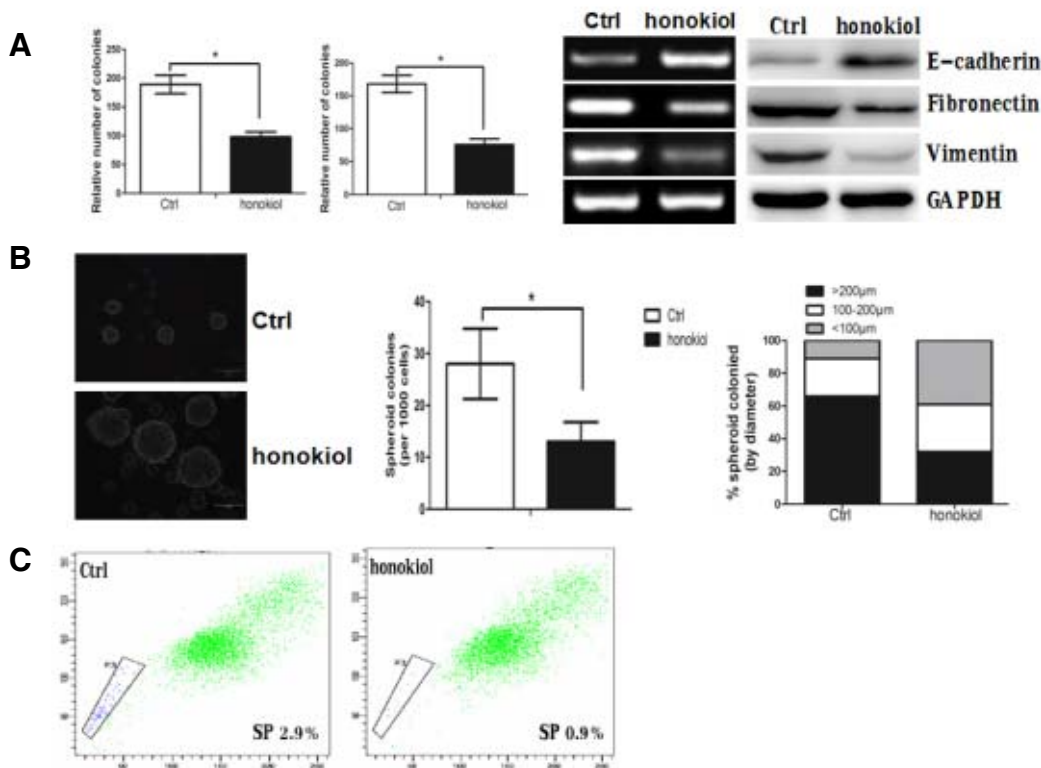 A
Relative number of colonies
250
200
150
100
50
0
Ctrl
honokiol
*
Relative number of colonies
200
150
100
50
0
Ctrl
honokiol
*
Ctrl honokiol
Ctrl honokiol
E-cadherin
Fibronectin
Vimentin
GAPDH
B
Ctrl
honokiol
Spheroid colonies
(per 1000 cells)
40
30
20
10
0
*
Ctrl
honokiol
>200μm
100-200μm
<100μm
% spheroid colonied
(by diameter)
100
80
60
40
20
0
Ctrl
honokiol
C
Ctrl
SP 2.9%
honokiol
SP 0.9%